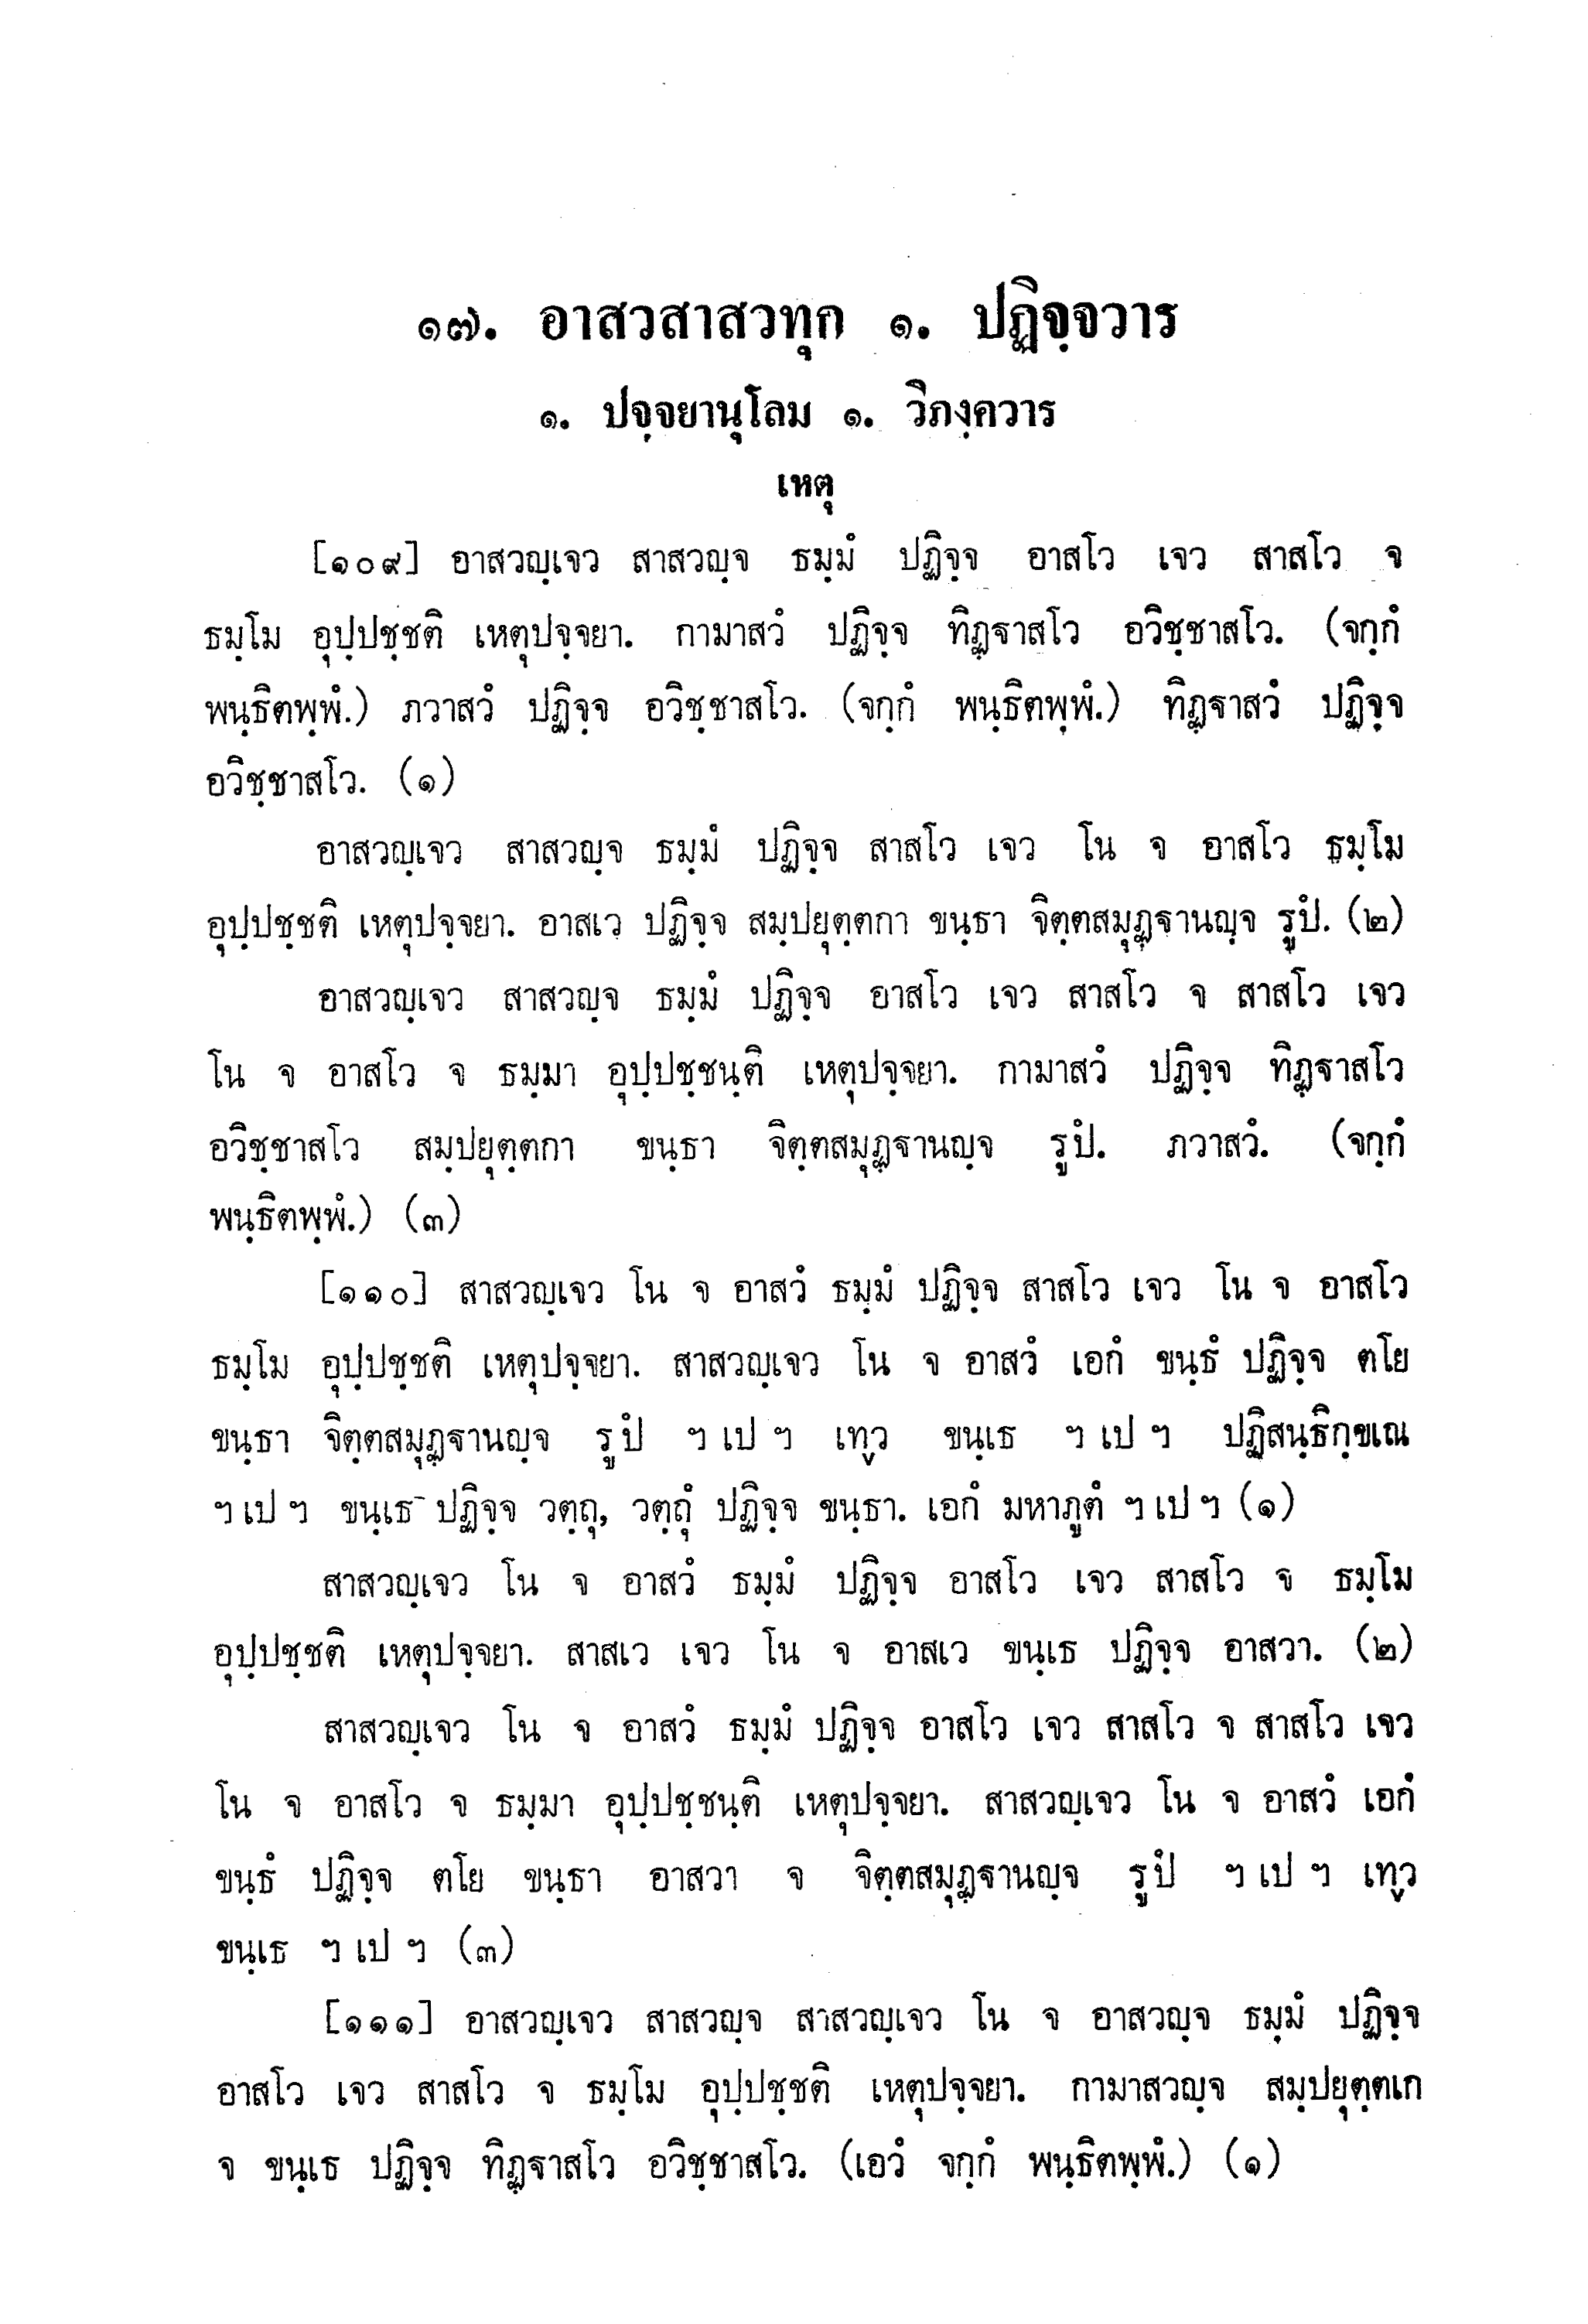 ๑๗. อาสวสาสวทุก ๑. ปฏิจฺจวาร
๑. ปจฺจยานุโลม ๑. วิภงฺควาร
เหตุ
[๑๐๙] อาสวญฺเจว สาสวญฺจ ธมฺมํ ปฏิจฺจ อาสโว เจว สาสโว จ
ธมฺโม อุปฺปชฺชติ เหตุปจฺจยา. กามาสวํ ปฏิจฺจ ทิฏฺฐาสโว อวิชฺชาสโว. (จกฺกํ
พนฺธิตพฺพํ.) ภวาสวํ ปฏิจฺจ อวิชฺชาสโว. (จกฺกํ พนฺธิตพฺพํ.) ทิฏฺฐาสวํ ปฏิจฺจ
อวิชฺชาสโว. (๑)
อาสวญฺเจว สาสวญฺจ ธมฺมํ ปฏิจฺจ สาสโว เจว โน จ อาสโว ธมฺโม
อุปฺปชฺชติ เหตุปจฺจยา. อาสเว ปฏิจฺจ สมฺปยุตฺตกา ขนฺธา จิตฺตสมุฏฺฐานญฺจ รูปํ. (๒)
อาสวญฺเจว สาสวญฺจ ธมฺมํ ปฏิจฺจ อาสโว เจว สาสโว จ สาสโว เจว
โน จ อาสโว จ ธมฺมา อุปฺปชฺชนฺติ เหตุปจฺจยา. กามาสวํ ปฏิจฺจ ทิฏฺฐาสโว
อวิชฺชาสโว สมฺปยุตฺตกา ขนฺธา จิตฺตสมุฏฺฐานญฺจ รูปํ. ภวาสวํ. (จกฺกํ
พนฺธิตพฺพํ.) (๓)
[๑๑๐] สาสวญฺเจว โน จ อาสวํ ธมฺมํ ปฏิจฺจ สาสโว เจว โน จ อาสโว
ธมฺโม อุปฺปชฺชติ เหตุปจฺจยา. สาสวญฺเจว โน จ อาสวํ เอกํ ขนฺธํ ปฏิจฺจ ตโย
ขนฺธา จิตฺตสมุฏฺฐานญฺจ รูปํ ฯ เป ฯ เทฺว ขนฺเธ ฯ เป ฯ ปฏิสนฺธิกฺขเณ
ฯ เป ฯ ขนฺเธ ปฏิจฺจ วตฺถุ, วตฺถุํ ปฏิจฺจ ขนฺธา. เอกํ มหาภูตํ ฯ เป ฯ (๑)
สาสวญฺเจว โน จ อาสวํ ธมฺมํ ปฏิจฺจ อาสโว เจว สาสโว จ ธมฺโม
อุปฺปชฺชติ เหตุปจฺจยา. สาสเว เจว โน จ อาสเว ขนฺเธ ปฏิจฺจ อาสวา. (๒)
สาสวญฺเจว โน จ อาสวํ ธมฺมํ ปฏิจฺจ อาสโว เจว สาสโว จ สาสโว เจว
โน จ อาสโว จ ธมฺมา อุปฺปชฺชนฺติ เหตุปจฺจยา. สาสวญฺเจว โน จ อาสวํ เอกํ
ขนฺธํ ปฏิจฺจ ตโย ขนฺธา อาสวา จ จิตฺตสมุฏฺฐานญฺจ รูปํ ฯ เป ฯ เทฺว
ขนฺเธ ฯ เป ฯ (๓)
[๑๑๑] อาสวญฺเจว สาสวญฺจ สาสวญฺเจว โน จ อาสวญฺจ ธมฺมํ ปฏิจฺจ
อาสโว เจว สาสโว จ ธมฺโม อุปฺปชฺชติ เหตุปจฺจยา. กามาสวญฺจ สมฺปยุตฺตเก
จ ขนฺเธ ปฏิจฺจ ทิฏฺฐาสโว อวิชฺชาสโว. (เอวํ จกฺกํ พนฺธิตพฺพํ.) (๑)